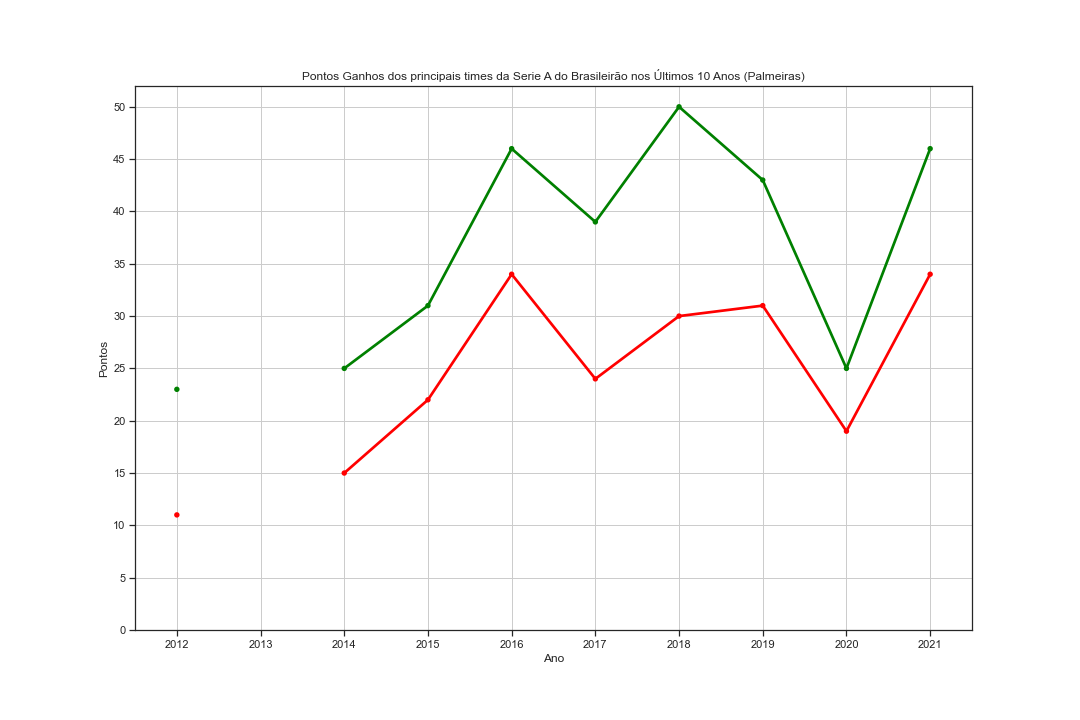 Pontos Ganhos dos principais times da Serie A do Brasileirão nos Últimos 10 Anos (Palmeiras)
50
45
40
35
30
25
20
15
10
5
0
Pontos
2012 2013 2014 2015 2016 2017 2018 2019 2020 2021
Ano